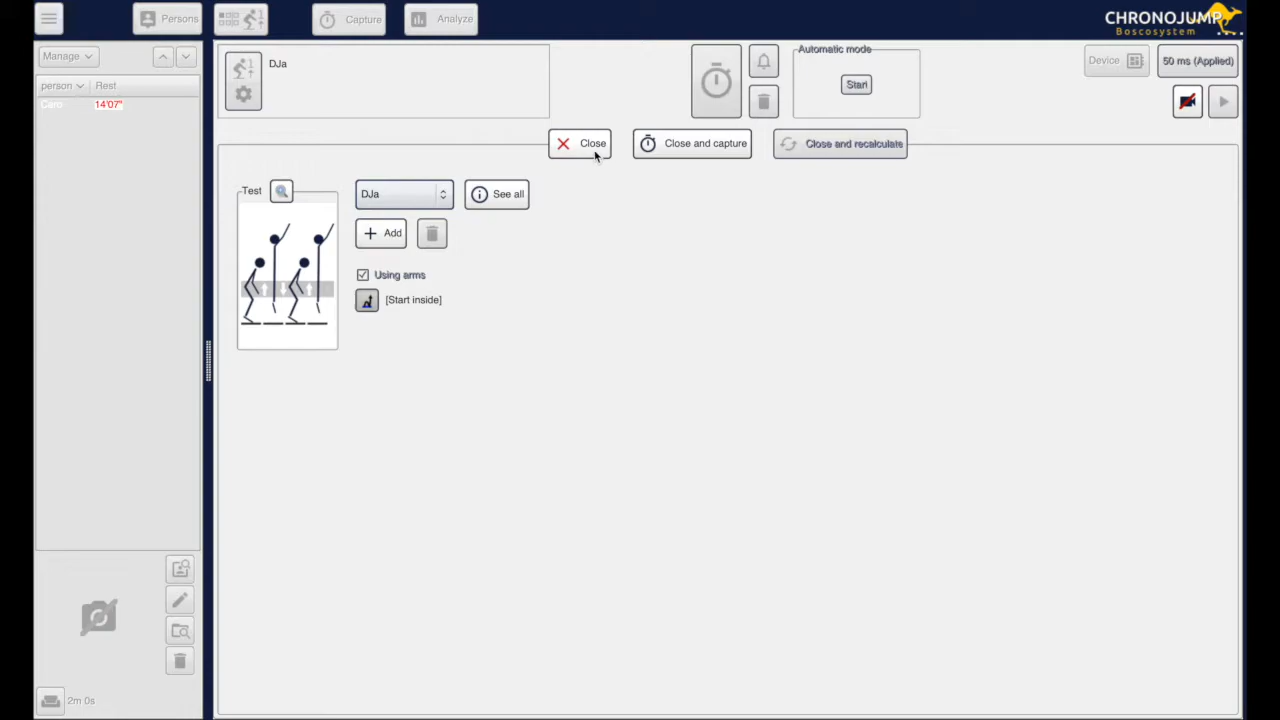 Persons
Capture
Analyze
CHRONOJUMP
Boscosystem
Manage
DJa
Automatic mode
Start
Device
50 ms (Applied)
person
Rest
Caro
14'07"
Close
Close and capture
Close and recalculate
Test
DJa
See all
Add
Using arms
[Start inside]
2m 0s